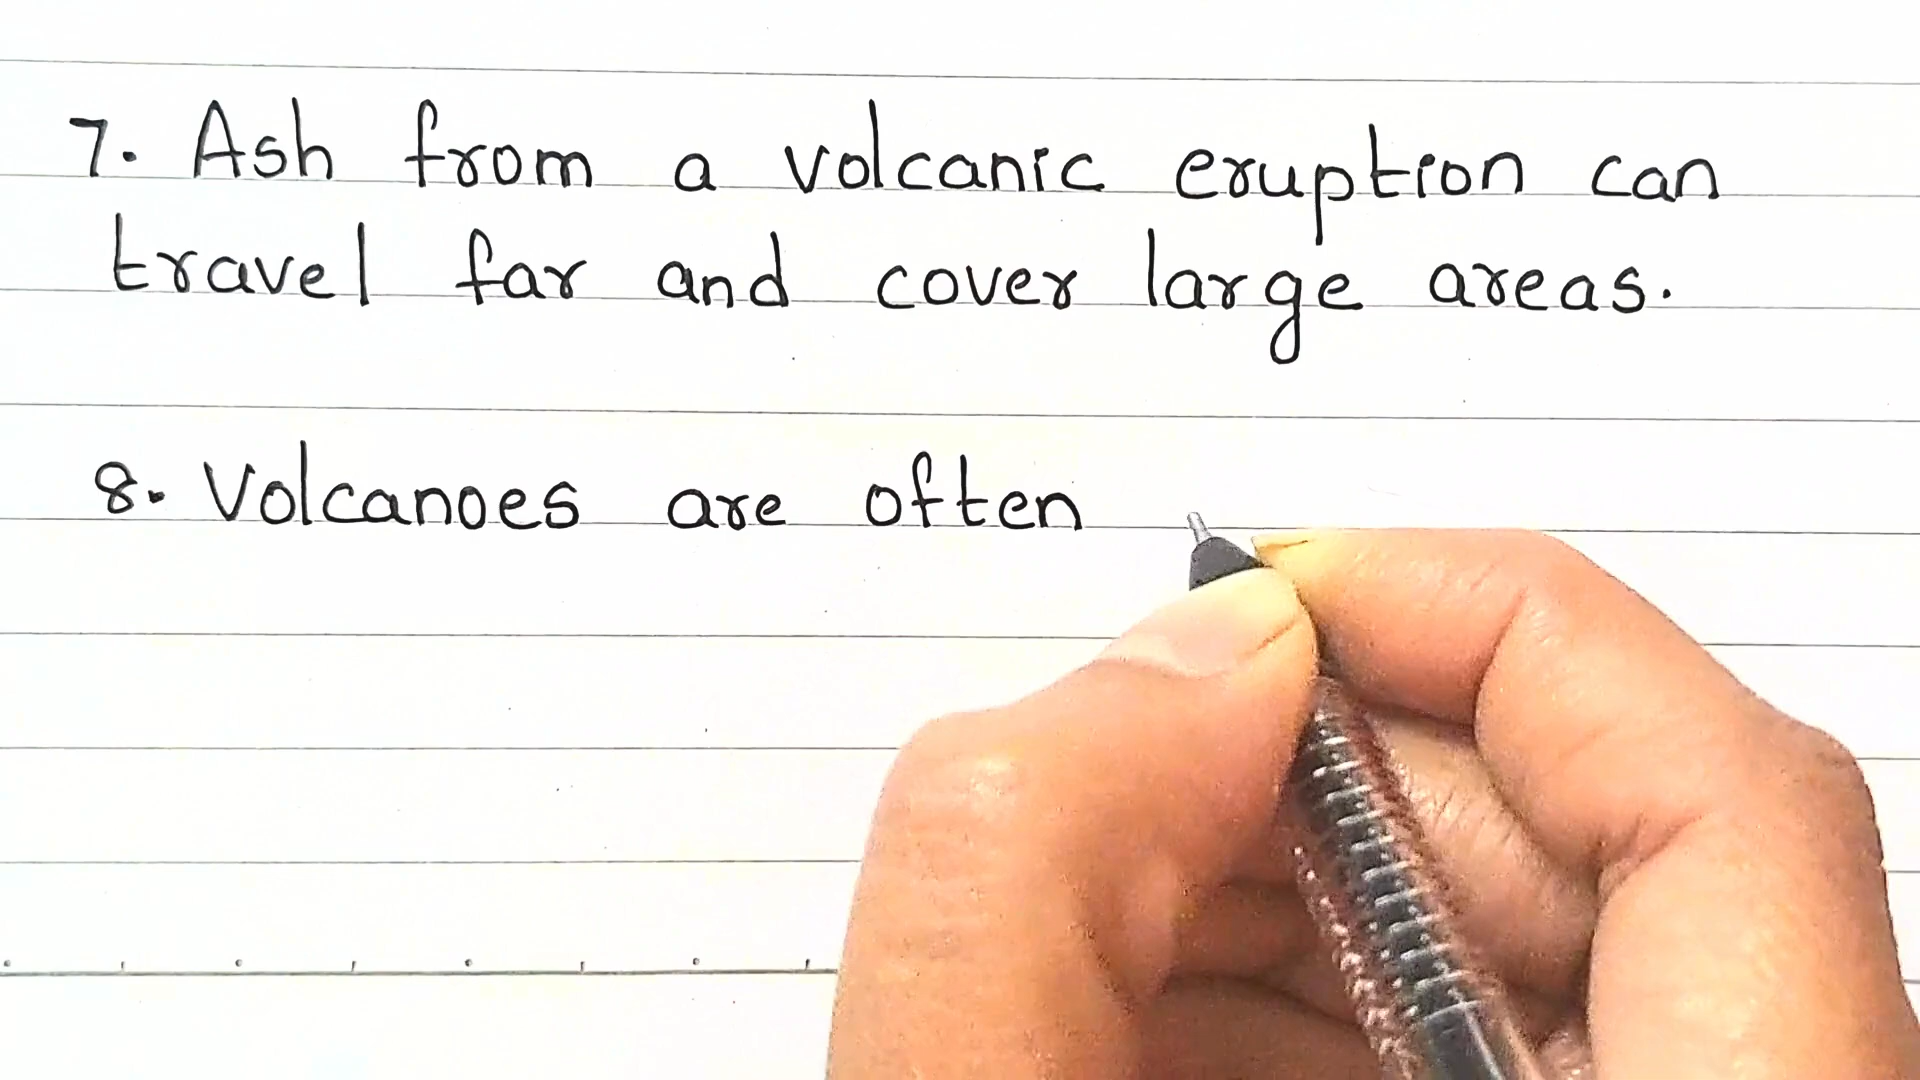 7. Ash from a volcanic eruption can
travel far and cover large areas.
8. Volcanoes are often